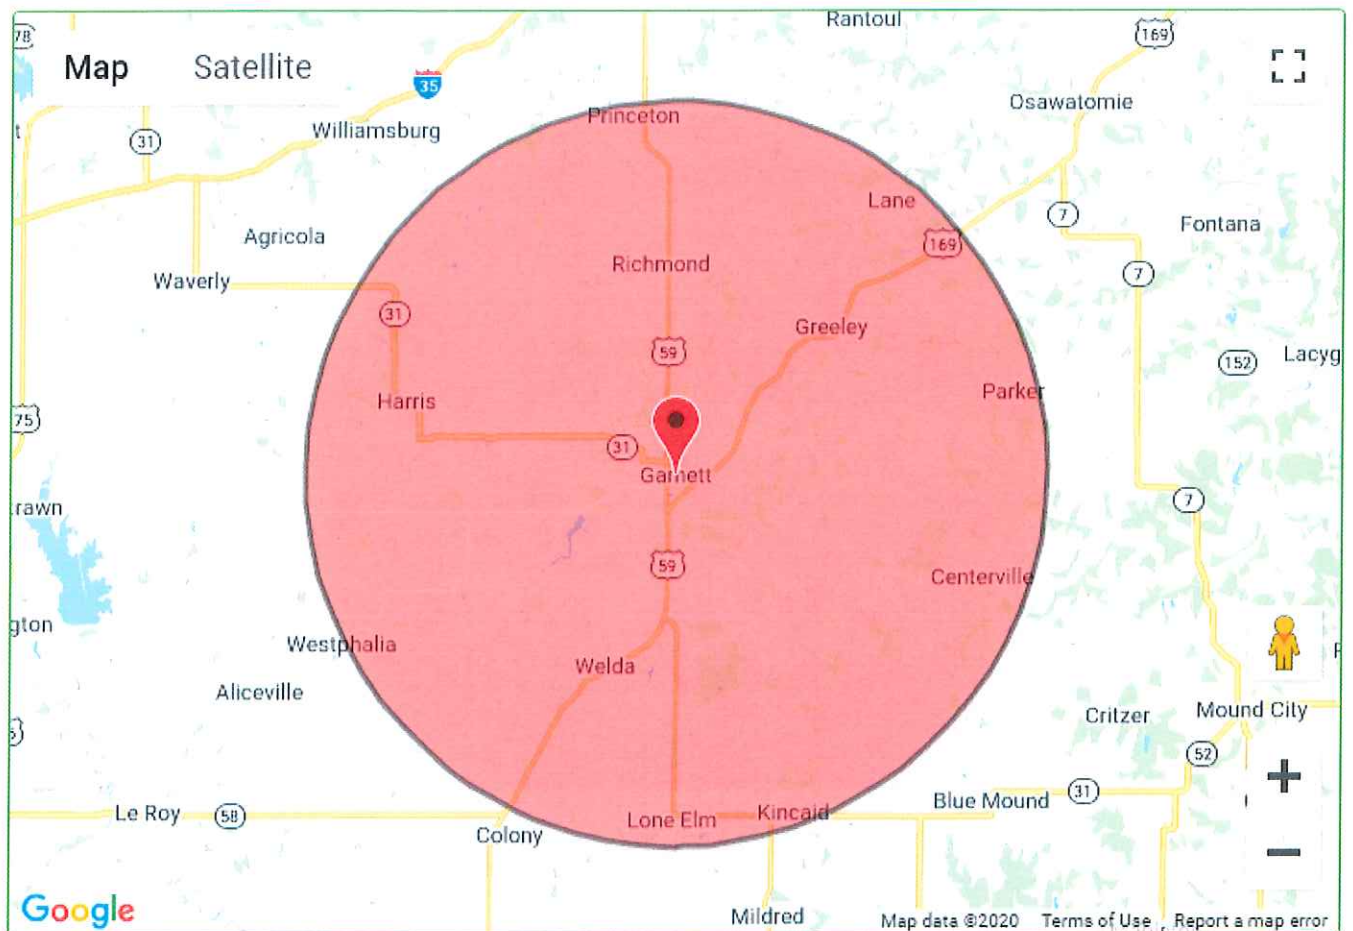 Rantoul
78
169
Map Satellite
35
Osawatomie
Princeton
Williamsburg
31
Lane
7
Fontana
Agricola
169
Richmond
7
Waverly
31
Greeley
59
Lacyg
152
Parker
Harris
75
31
Garnett
7
rawn
59
Centerville
gton
Westphalia
Welda
Aliceville
Critzer
Mound City
52
31
Blue Mound
Le Roy
58
Lone Elm
Kincaid
Colony
Google
Mildred
Map data ©2020 Terms of Use Report a map error